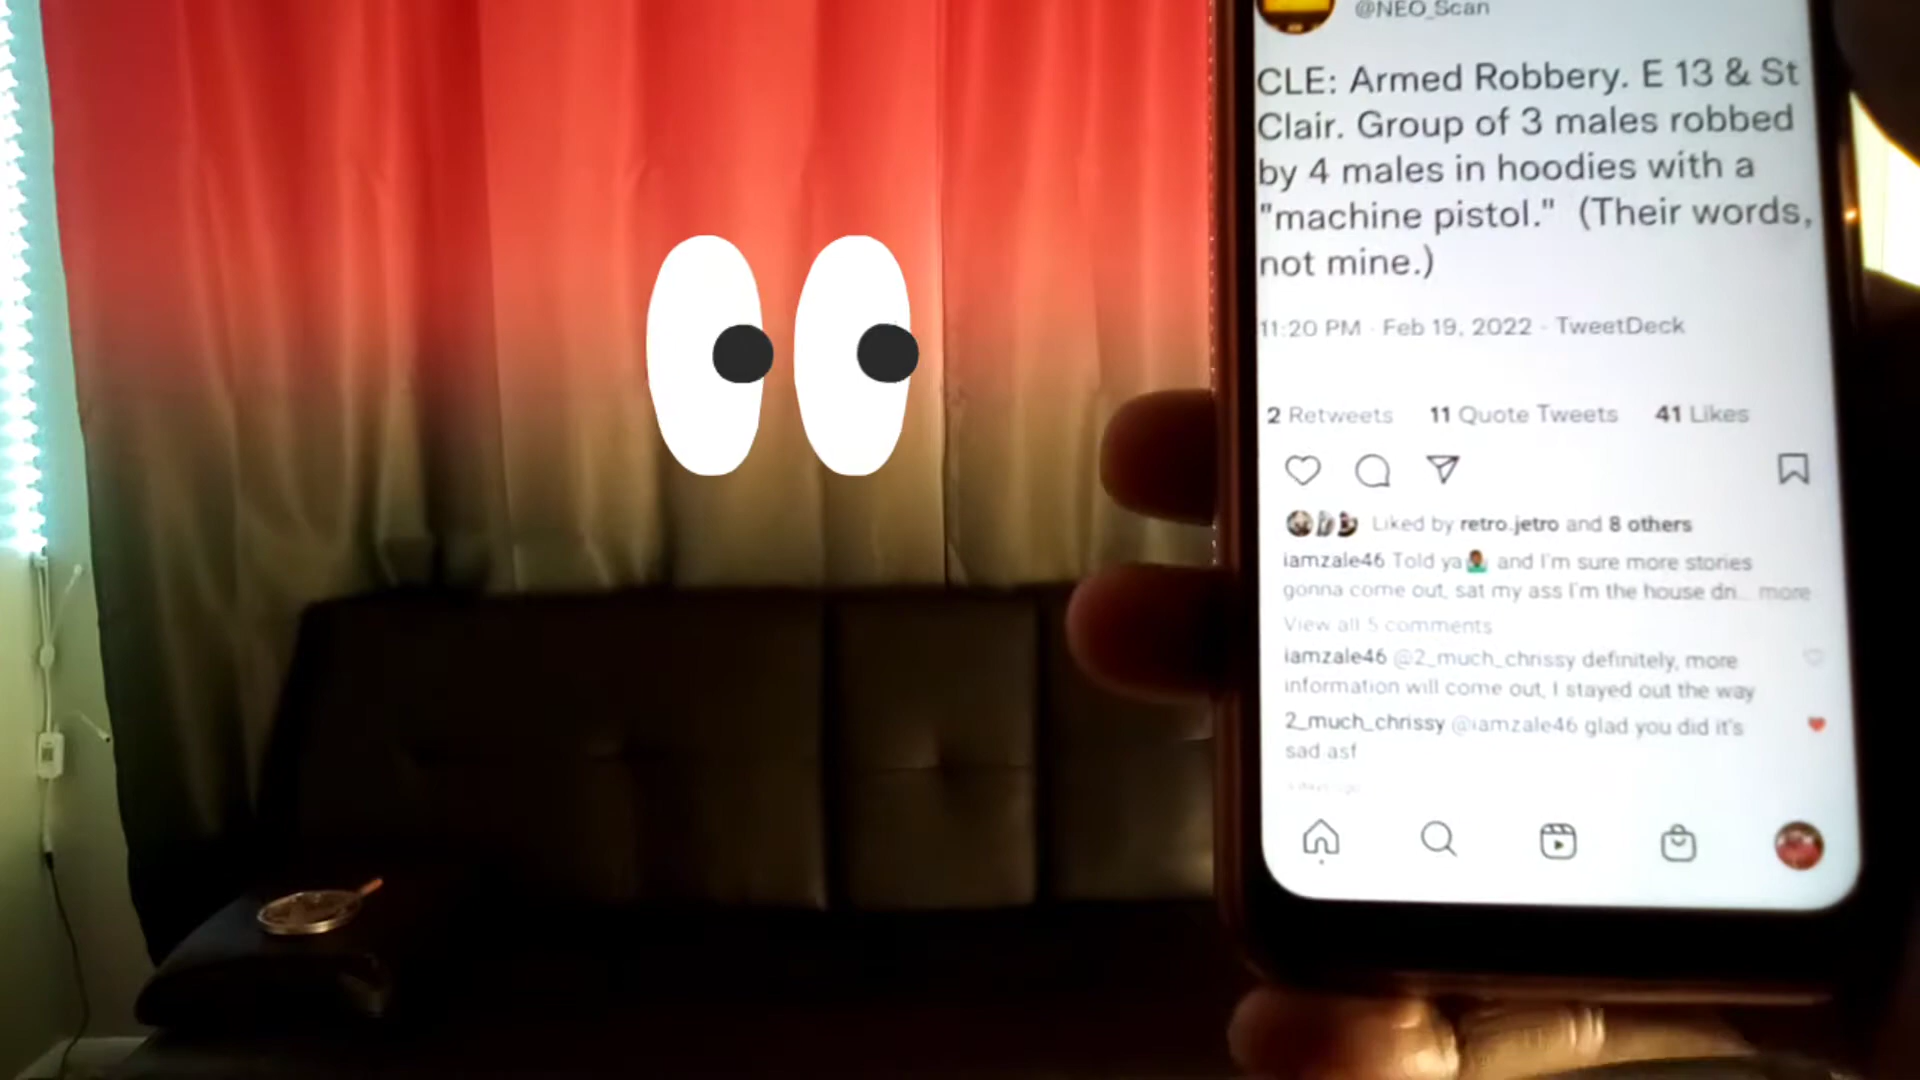 @NEO_Scan
CLE: Armed Robbery. E 13 & St
Clair. Group of 3 males robbed
by 4 males in hoodies with a
"machine pistol." (Their words,
not mine.)
11:20 PM · Feb 19, 2022 · TweetDeck
2 Retweets 11 Quote Tweets 41 Likes
Liked by retro.jetro and 8 others
iamzale46 Told ya and I'm sure more stories
gonna come out, sat my ass I'm the house dn... more
View all 5 comments
iamzale46 @2_much_chrissy definitely, more
information will come out, I stayed out the way
2_much_chrissy @iamzale46 glad you did it's
sad asf